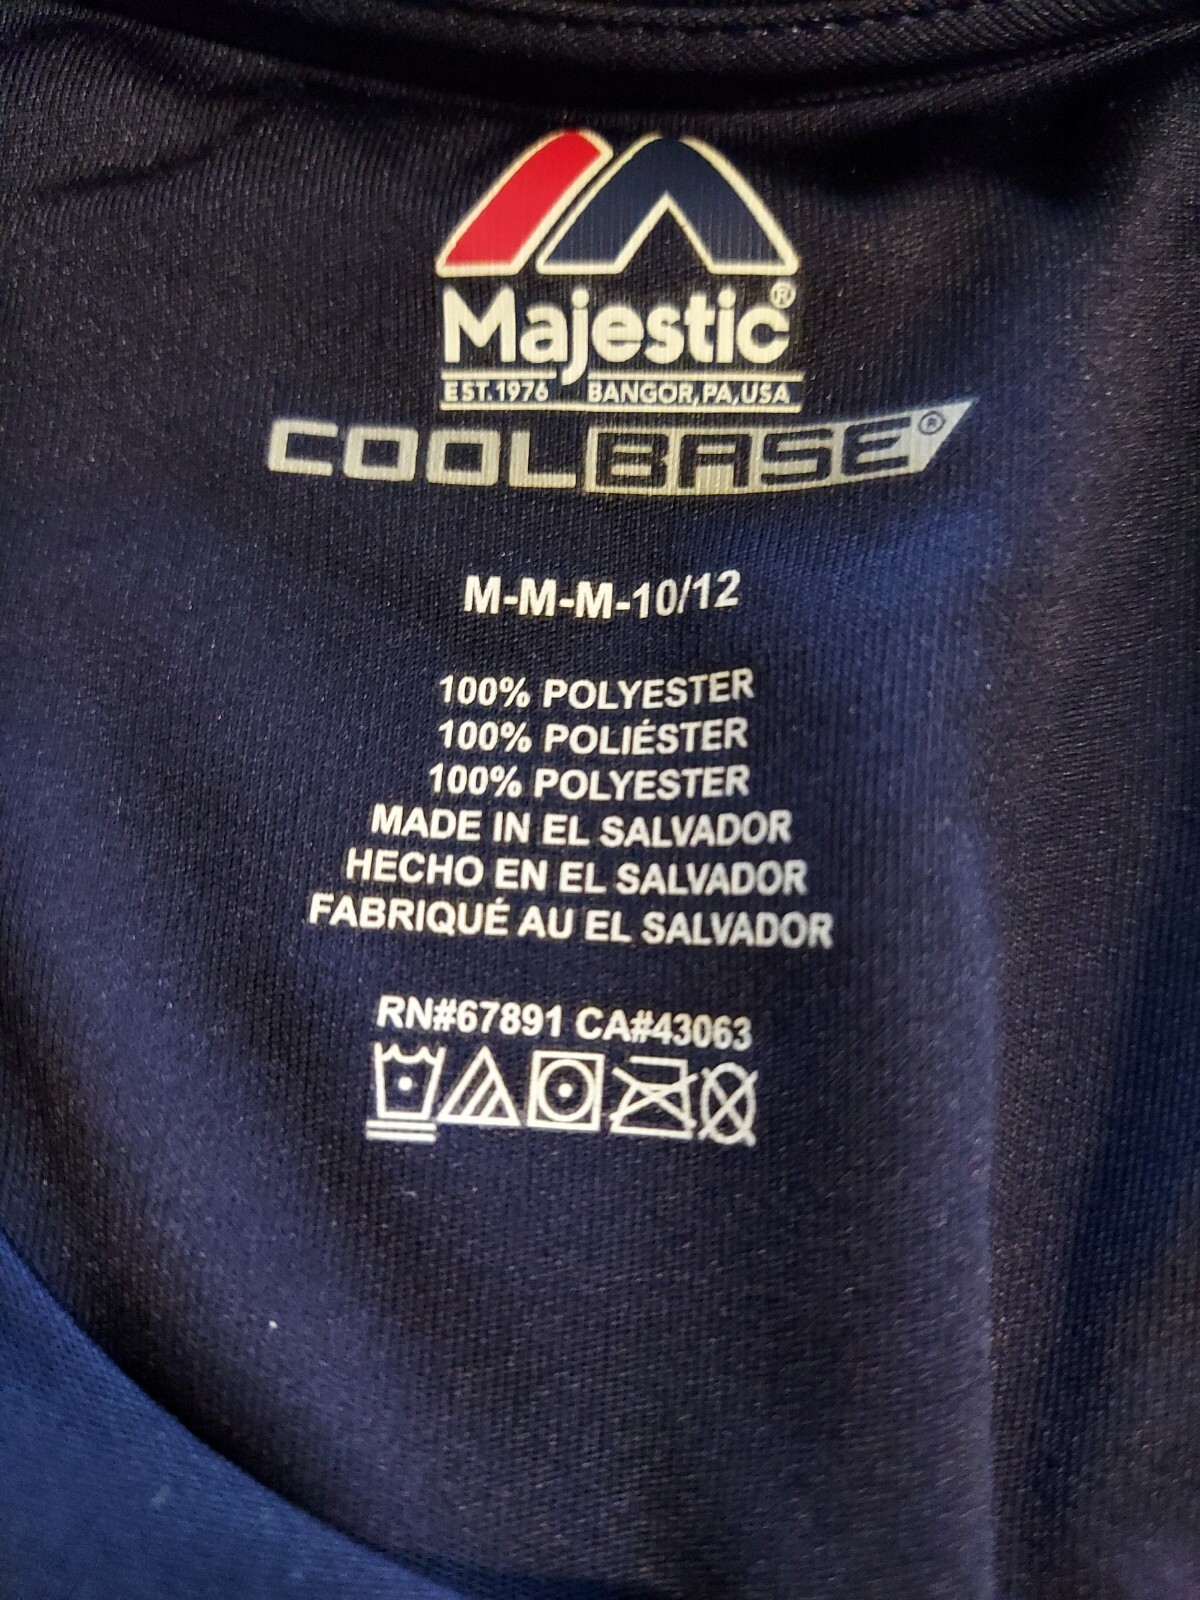 Majestic®
EST.1976 BANGOR,PA,USA
COOLBASE®
M-M-M-10/12
100% POLYESTER
100% POLIÉSTER
100% POLYESTER
MADE IN EL SALVADOR
HECHO EN EL SALVADOR
FABRIQUÉ AU EL SALVADOR
RN#67891 CA#43063